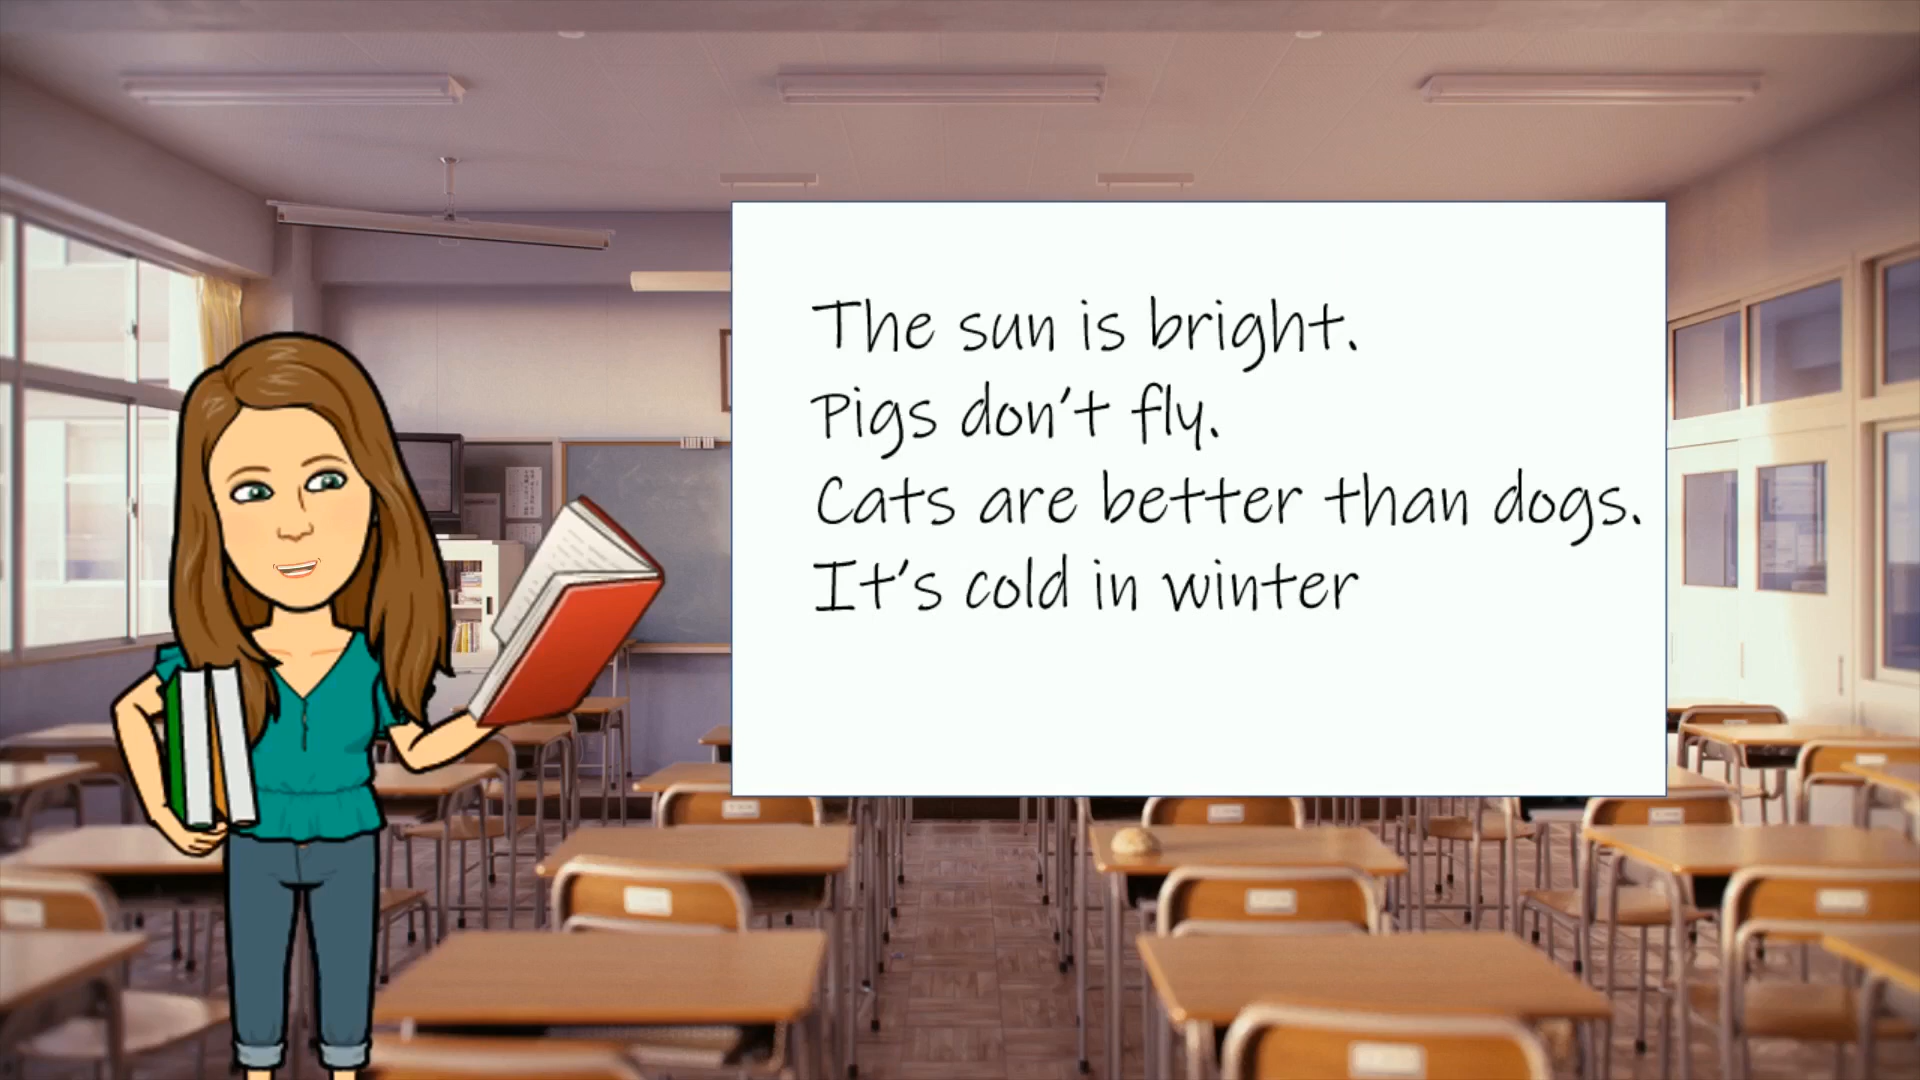 The sun is bright.
Pigs don't fly.
Cats are better than dogs.
It's cold in winter